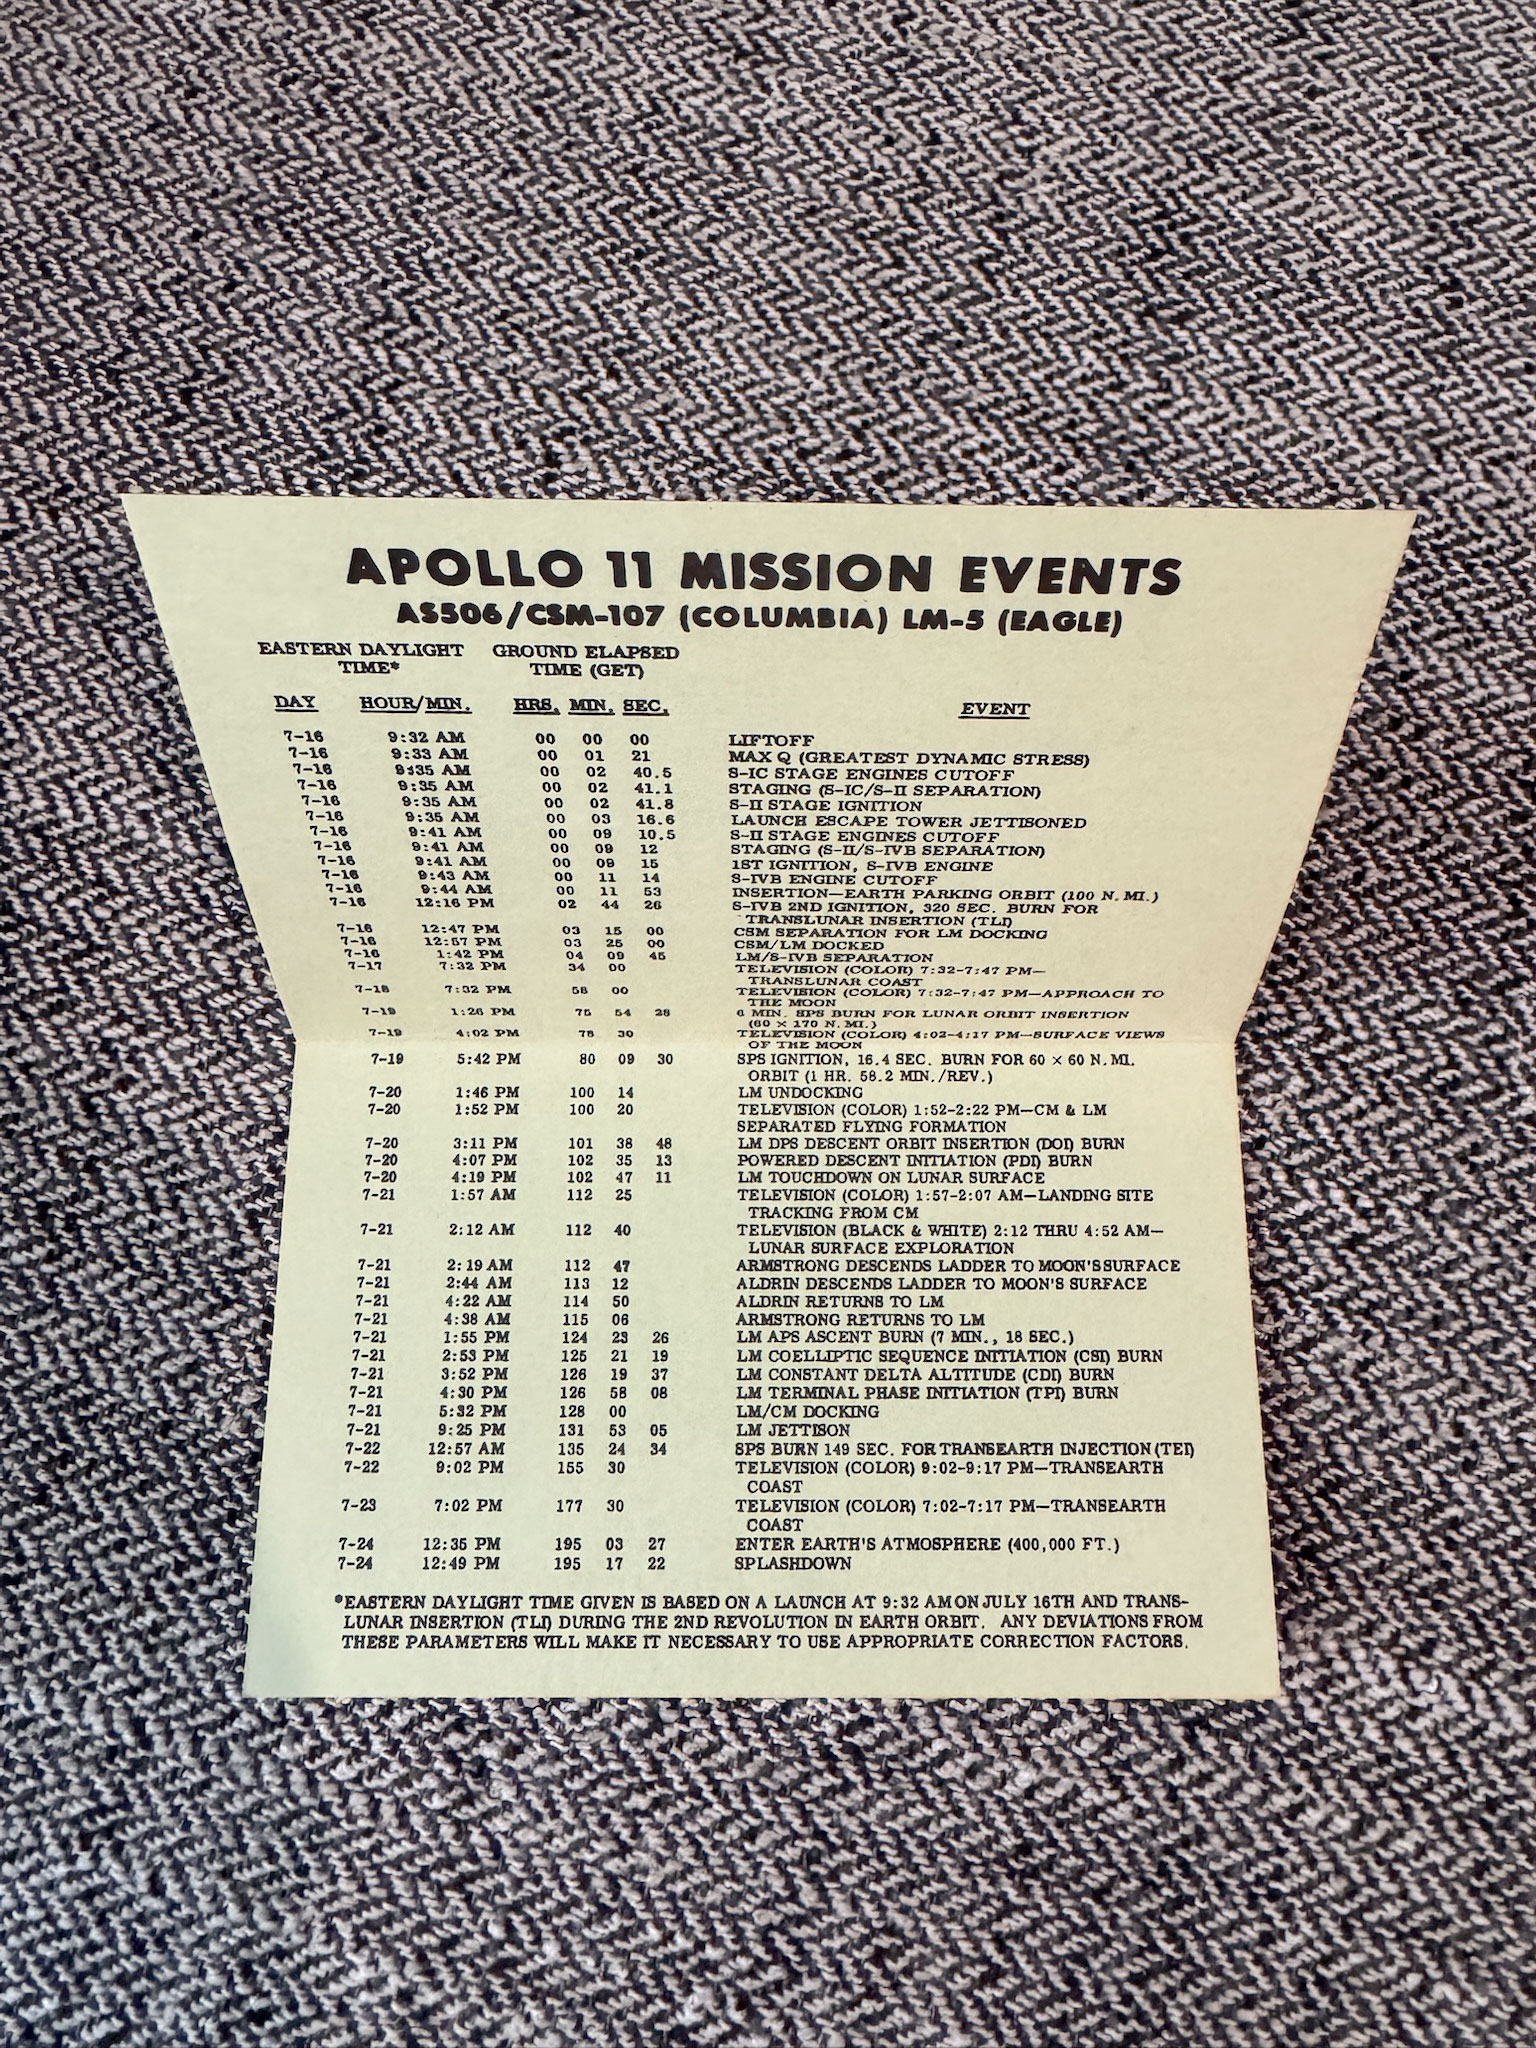 APOLLO 11 MISSION EVENTS
AS506/CSM-107 (COLUMBIA) LM-5 (EAGLE)
EASTERN DAYLIGHT TIME* GROUND ELAPSED TIME (GET)
DAY HOUR/MIN. HRS. MIN. SEC. EVENT
7-16 9:32 AM 00 00 00 LIFTOFF
7-16 9:33 AM 00 01 21 MAX Q (GREATEST DYNAMIC STRESS)
7-16 9:35 AM 00 02 40.5 S-IC STAGE ENGINES CUTOFF
7-16 9:35 AM 00 02 41.1 STAGING (S-IC/S-II SEPARATION)
7-16 9:35 AM 00 02 41.8 S-II STAGE IGNITION
7-16 9:35 AM 00 03 16.6 LAUNCH ESCAPE TOWER JETTISONED
7-16 9:41 AM 00 09 10.5 S-II STAGE ENGINES CUTOFF
7-16 9:41 AM 00 09 12 STAGING (S-II/S-IVB SEPARATION)
7-16 9:41 AM 00 09 15 1ST IGNITION, S-IVB ENGINE
7-16 9:43 AM 00 11 14 S-IVB ENGINE CUTOFF
7-16 9:44 AM 00 11 53 INSERTION—EARTH PARKING ORBIT (100 N. MI.)
7-16 12:16 PM 02 44 26 S-IVB 2ND IGNITION, 320 SEC. BURN FOR
TRANSLUNAR INSERTION (TLI)
7-16 12:47 PM 03 15 00 CSM SEPARATION FOR LM DOCKING
7-16 12:57 PM 03 25 00 CSM/LM DOCKED
7-16 1:42 PM 04 09 45 LM/S-IVB SEPARATION
7-17 7:32 PM 34 00 TELEVISION (COLOR) 7:32-7:47 PM—
TRANSLUNAR COAST
7-18 7:32 PM 58 00 TELEVISION (COLOR) 7:32-7:47 PM—APPROACH TO
THE MOON
7-19 1:26 PM 75 54 28 6 MIN. SPS BURN FOR LUNAR ORBIT INSERTION
(60 × 170 N. MI.)
7-19 4:02 PM 78 30 TELEVISION (COLOR) 4:02-4:17 PM—SURFACE VIEWS
OF THE MOON
7-19 5:42 PM 80 09 30 SPS IGNITION, 16.4 SEC. BURN FOR 60 × 60 N. MI.
ORBIT (1 HR. 58.2 MIN./REV.)
7-20 1:46 PM 100 14 LM UNDOCKING
7-20 1:52 PM 100 20 TELEVISION (COLOR) 1:52-2:22 PM—CM & LM
SEPARATED FLYING FORMATION
7-20 3:11 PM 101 38 48 LM DPS DESCENT ORBIT INSERTION (DOI) BURN
7-20 4:07 PM 102 35 13 POWERED DESCENT INITIATION (PDI) BURN
7-20 4:19 PM 102 47 11 LM TOUCHDOWN ON LUNAR SURFACE
7-21 1:57 AM 112 25 TELEVISION (COLOR) 1:57-2:07 AM—LANDING SITE
TRACKING FROM CM
7-21 2:12 AM 112 40 TELEVISION (BLACK & WHITE) 2:12 THRU 4:52 AM—
LUNAR SURFACE EXPLORATION
7-21 2:19 AM 112 47 ARMSTRONG DESCENDS LADDER TO MOON'S SURFACE
7-21 2:44 AM 113 12 ALDRIN DESCENDS LADDER TO MOON'S SURFACE
7-21 4:22 AM 114 50 ALDRIN RETURNS TO LM
7-21 4:38 AM 115 06 ARMSTRONG RETURNS TO LM
7-21 1:55 PM 124 23 26 LM APS ASCENT BURN (7 MIN., 18 SEC.)
7-21 2:53 PM 125 21 19 LM COELLIPTIC SEQUENCE INITIATION (CSI) BURN
7-21 3:52 PM 126 19 37 LM CONSTANT DELTA ALTITUDE (CDI) BURN
7-21 4:30 PM 126 58 08 LM TERMINAL PHASE INITIATION (TPI) BURN
7-21 5:32 PM 128 00 LM/CM DOCKING
7-21 9:25 PM 131 53 05 LM JETTISON
7-22 12:57 AM 135 24 34 SPS BURN 149 SEC. FOR TRANSEARTH INJECTION (TEI)
7-22 9:02 PM 155 30 TELEVISION (COLOR) 9:02-9:17 PM—TRANSEARTH
COAST
7-23 7:02 PM 177 30 TELEVISION (COLOR) 7:02-7:17 PM—TRANSEARTH
COAST
7-24 12:35 PM 195 03 27 ENTER EARTH'S ATMOSPHERE (400,000 FT.)
7-24 12:49 PM 195 17 22 SPLASHDOWN
*EASTERN DAYLIGHT TIME GIVEN IS BASED ON A LAUNCH AT 9:32 AM ON JULY 16TH AND TRANS-
LUNAR INSERTION (TLI) DURING THE 2ND REVOLUTION IN EARTH ORBIT. ANY DEVIATIONS FROM
THESE PARAMETERS WILL MAKE IT NECESSARY TO USE APPROPRIATE CORRECTION FACTORS.